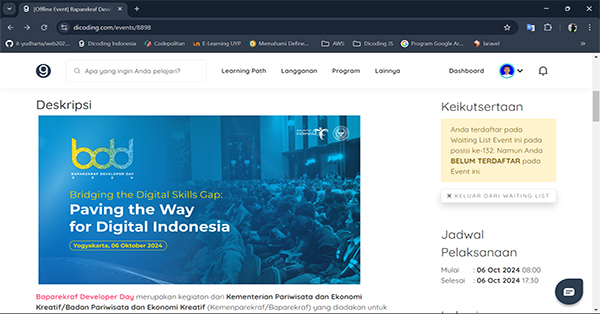 [Offline Event] Baparekraf Deve
dicoding.com/events/8898
it-yudharta/web202...
Dicoding Indonesia
Codepolitan
E-Learning UYP
Memahami Define...
AWS
Dicoding JS
Program Google Ar...
laravel
Apa yang ingin Anda pelajari?
Learning Path
Langganan
Program
Lainnya
Dashboard
Deskripsi
bdd
BAPAREKRAF DEVELOPER DAY
2024
Bridging the Digital Skills Gap:
Paving the Way
for Digital Indonesia
Yogyakarta, 06 Oktober 2024
Baparekraf Developer Day merupakan kegiatan dari Kementerian Pariwisata dan Ekonomi
Kreatif/Badan Pariwisata dan Ekonomi Kreatif (Kemenparekraf/Baparekraf) yang diadakan untuk
Keikutsertaan
Anda terdaftar pada
Waiting List Event ini pada
posisi ke-132. Namun Anda
BELUM TERDAFTAR pada
Event ini.
KELUAR DARI WAITING LIST
Jadwal
Pelaksanaan
Mulai : 06 Oct 2024 08:00
Selesai : 06 Oct 2024 17:30